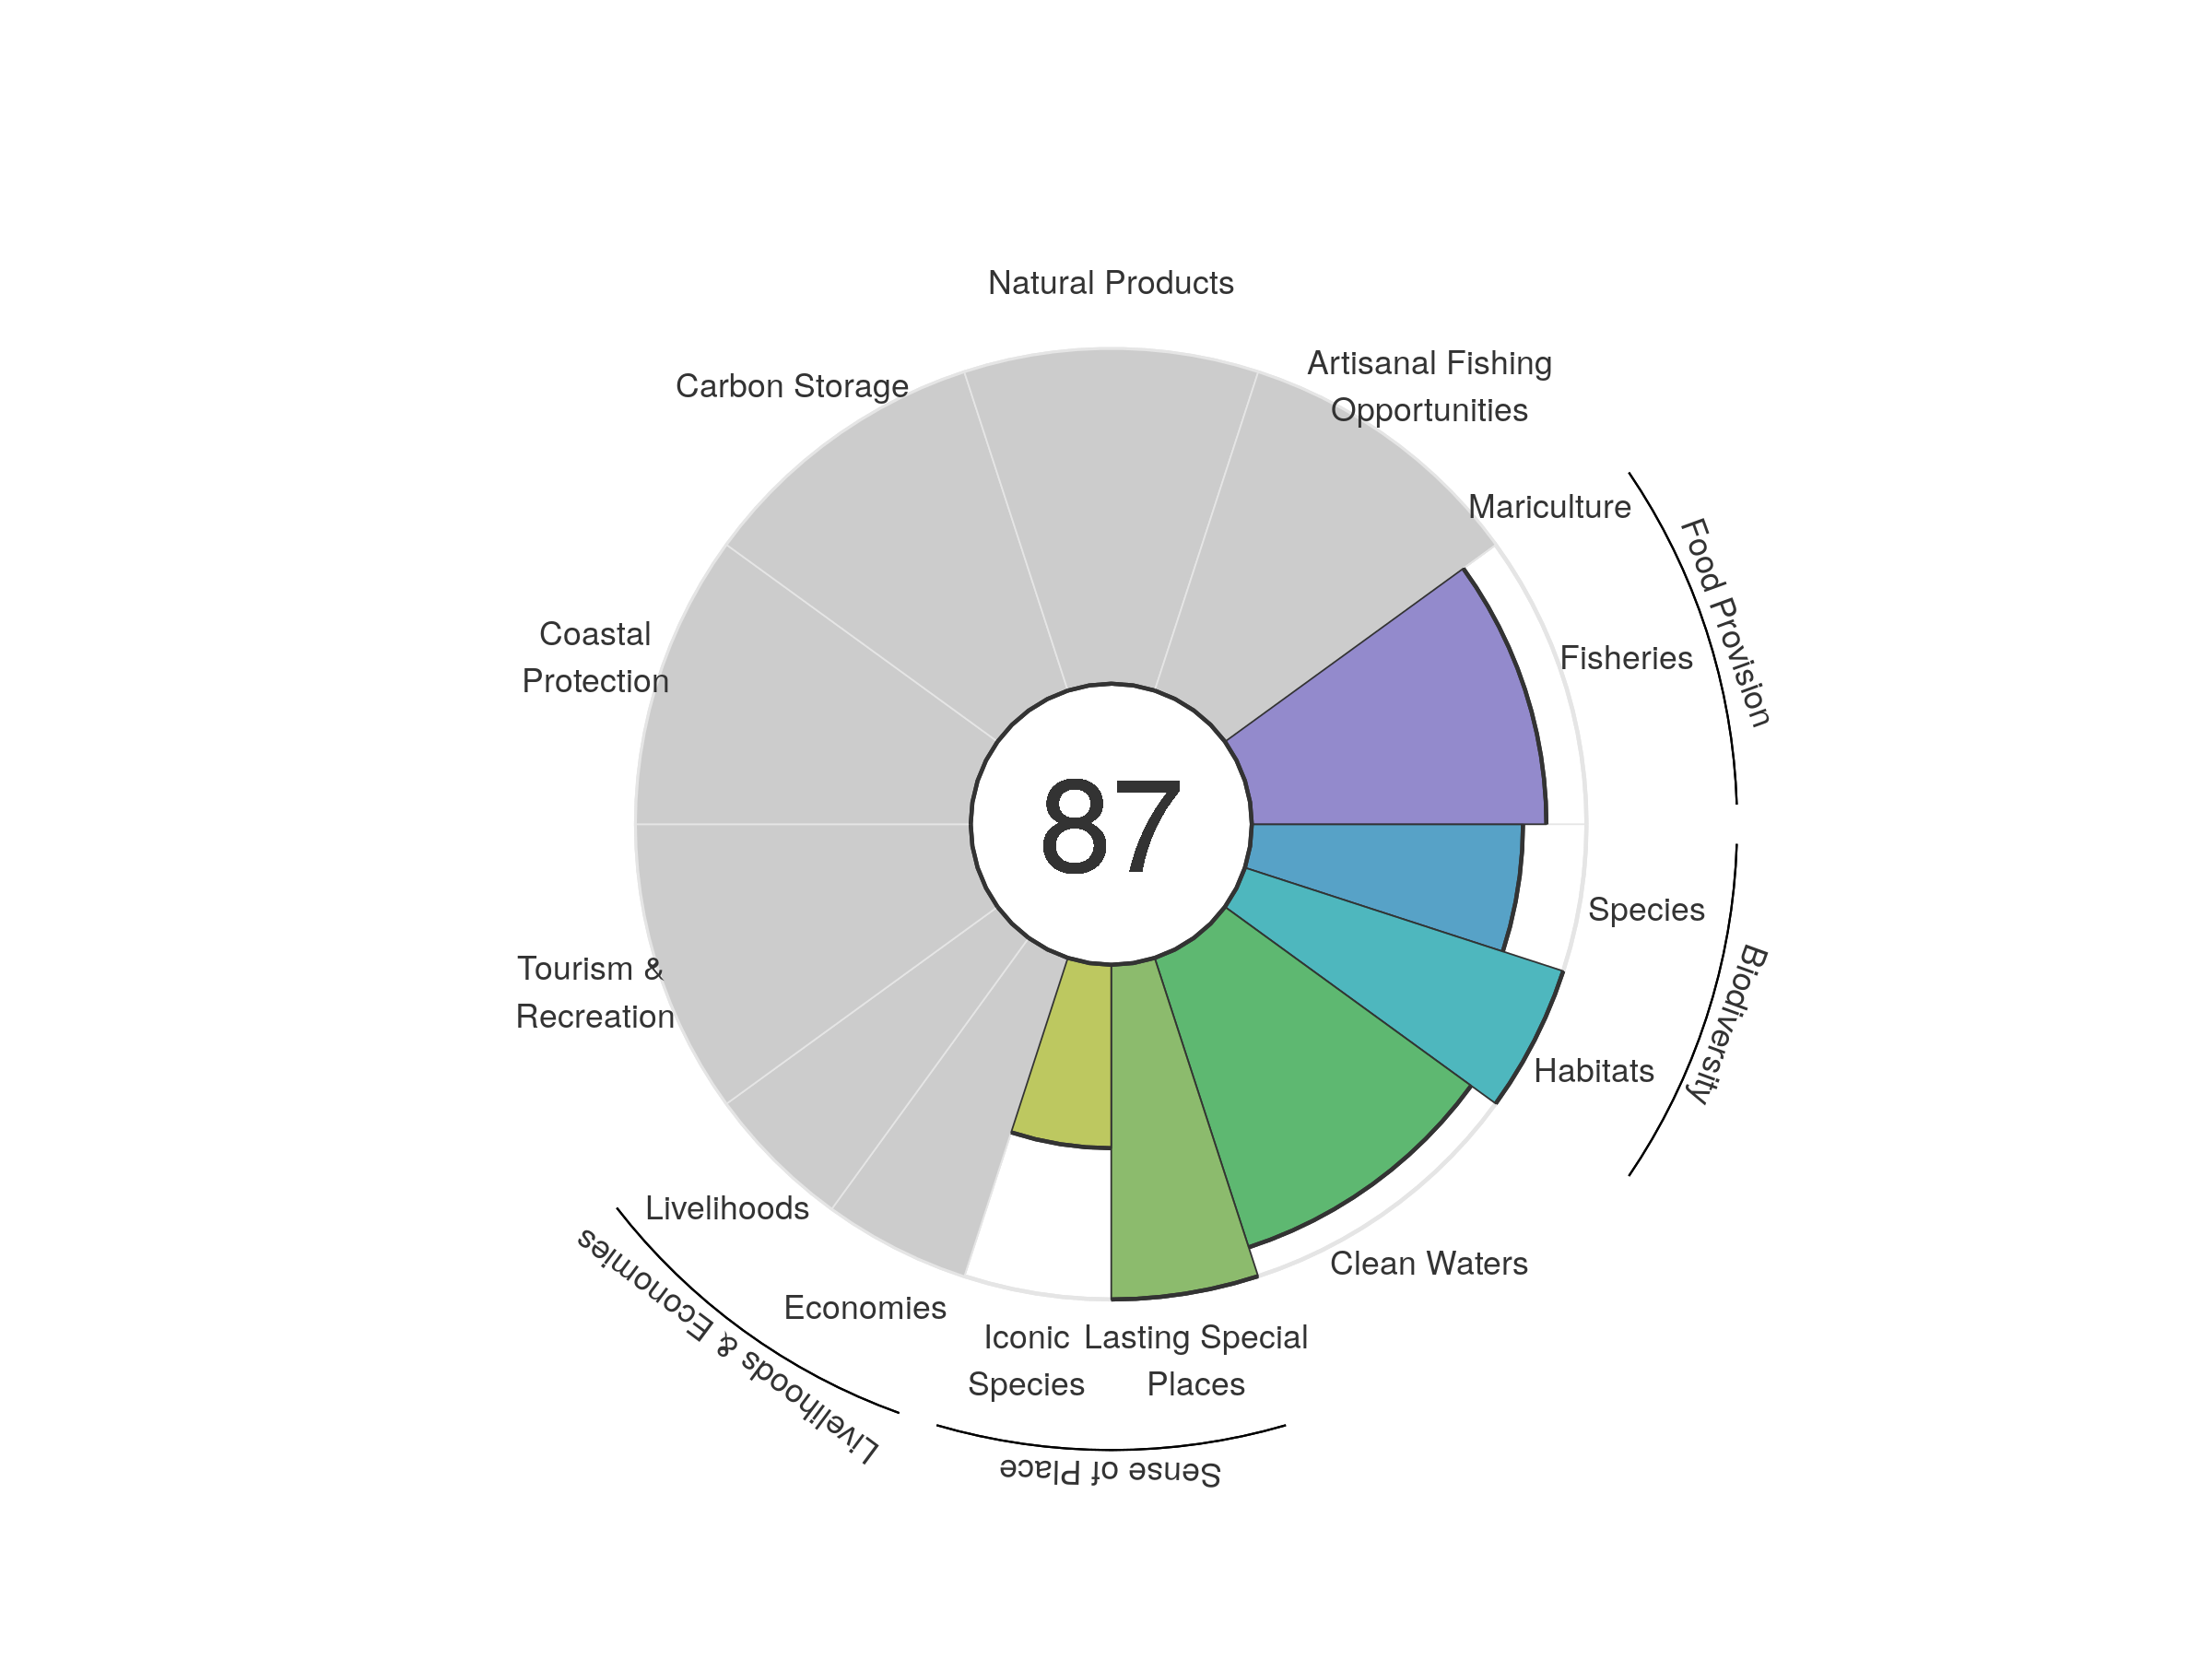 Natural Products
Artisanal Fishing
Opportunities
Carbon Storage
Mariculture
Food Provision
Fisheries
Coastal
Protection
87
Species
Biodiversity
Tourism &
Recreation
Habitats
Livelihoods
Clean Waters
Livelihoods & Economies
Economies
Iconic
Species
Lasting Special
Places
Sense of Place